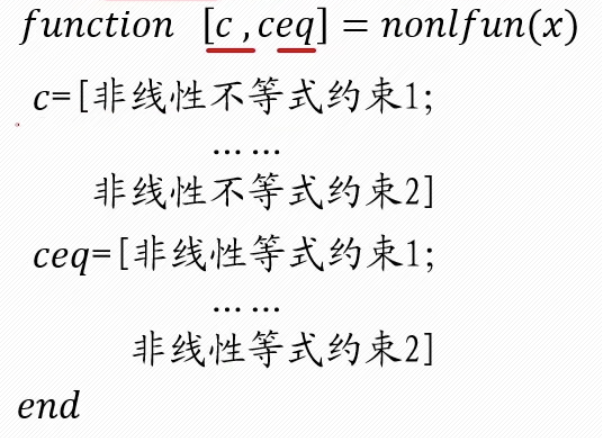 function [c ,ceq] = nonlfun(x)
c=[非线性不等式约束1;
... ...
非线性不等式约束2]
ceq=[非线性等式约束1;
... ...
非线性等式约束2]
end